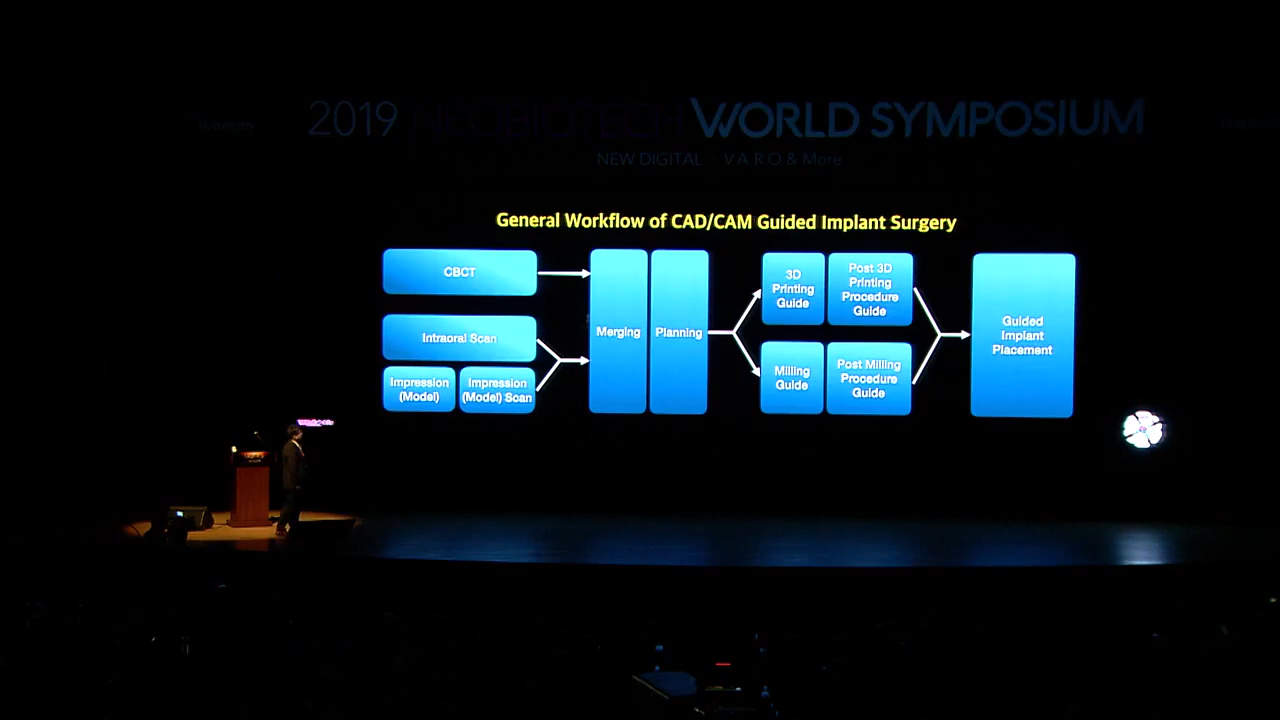 2019 NEOBIOTECH WORLD SYMPOSIUM
NEW DIGITAL V.A.R.O. & More
General Workflow of CAD/CAM Guided Implant Surgery
CBCT
Intraoral Scan
Impression
(Model)
Impression
(Model) Scan
Merging
Planning
3D
Printing
Guide
Post 3D
Printing
Procedure
Guide
Milling
Guide
Post Milling
Procedure
Guide
Guided
Implant
Placement